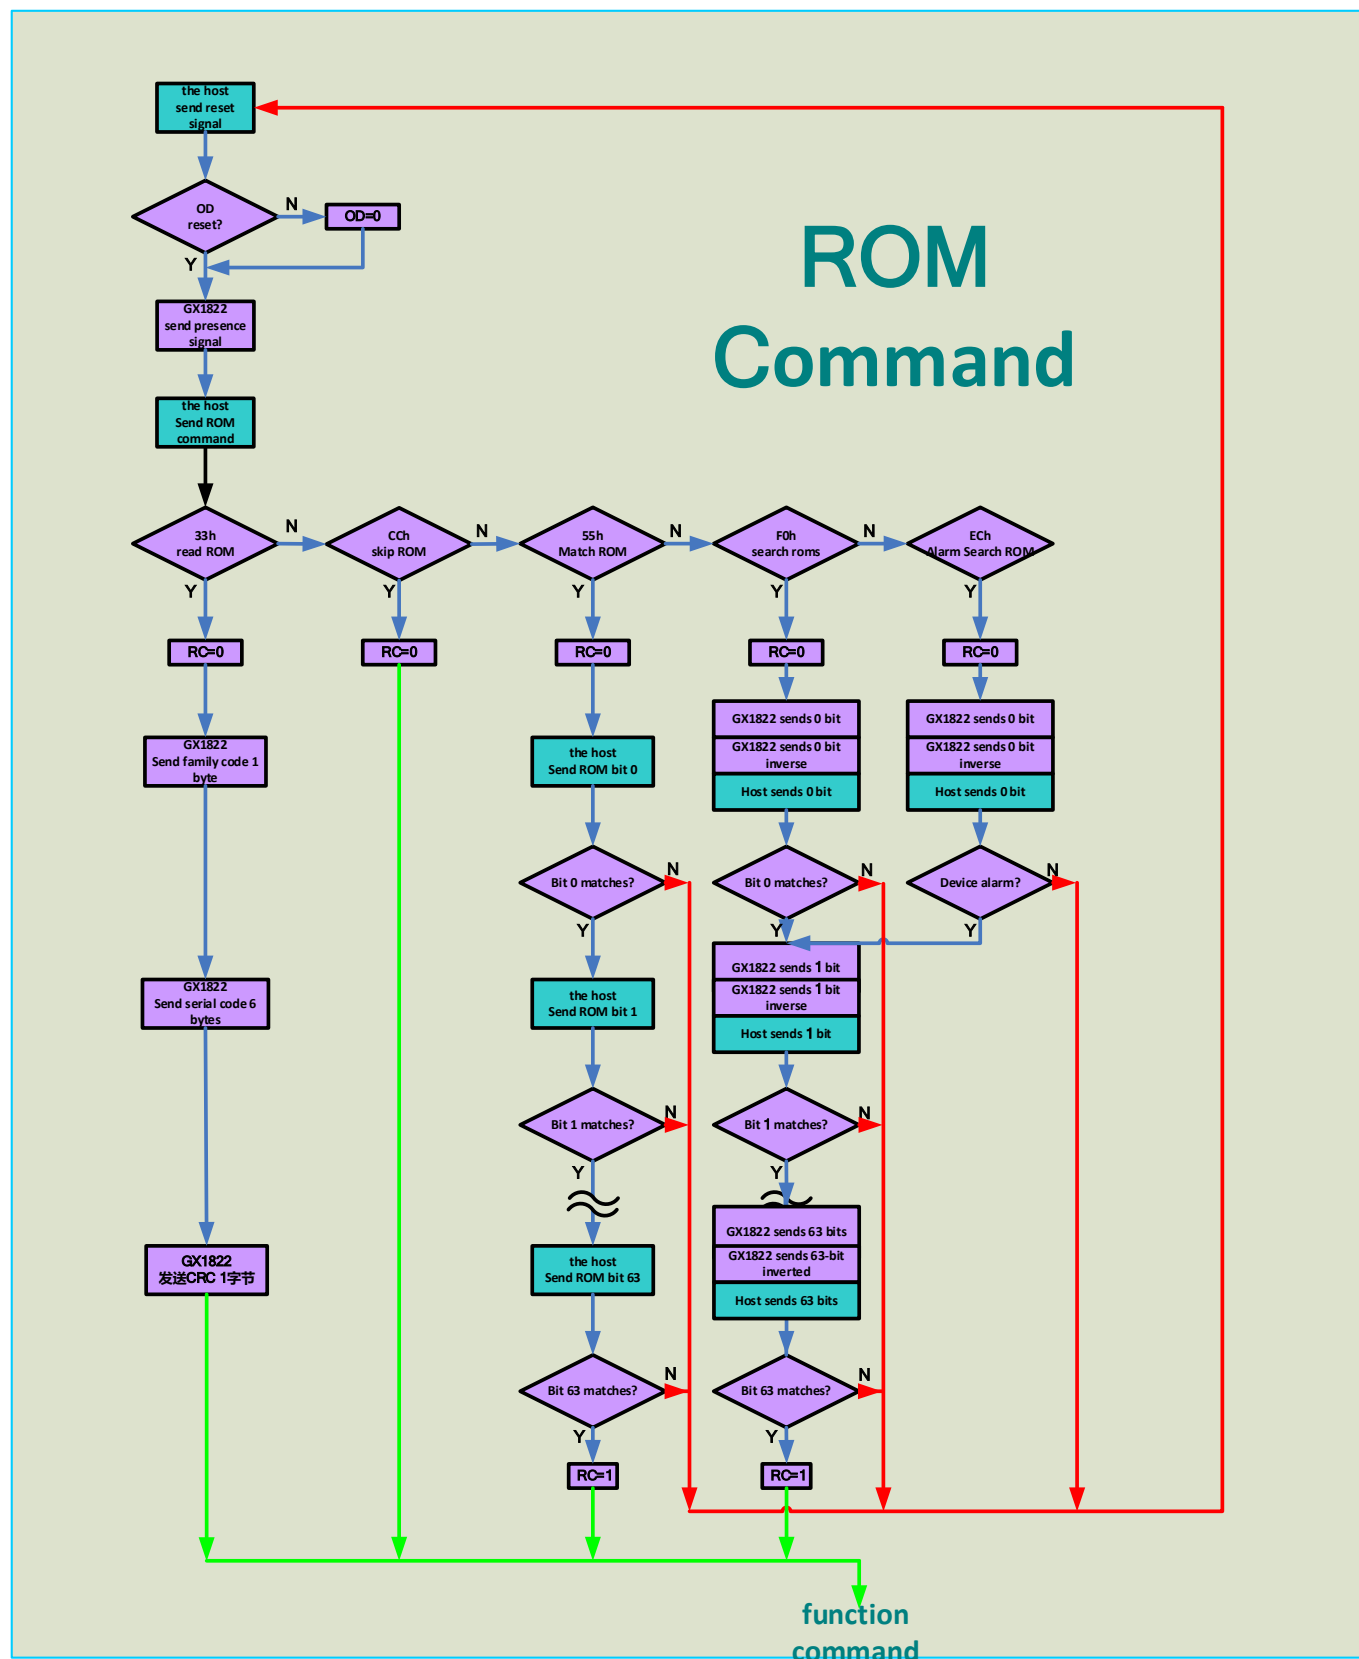 the host
send reset
signal
OD
reset?
N
OD=0
Y
ROM
Command
GX1822
send presence
signal
the host
Send ROM
command
33h
read ROM
N
CCh
skip ROM
N
55h
Match ROM
N
F0h
search roms
N
ECh
Alarm Search ROM
Y
Y
Y
Y
Y
RC=0
RC=0
RC=0
RC=0
RC=0
GX1822
Send family code 1
byte
the host
Send ROM bit 0
GX1822 sends 0 bit
GX1822 sends 0 bit
inverse
Host sends 0 bit
GX1822 sends 0 bit
GX1822 sends 0 bit
inverse
Host sends 0 bit
Bit 0 matches?
N
Bit 0 matches?
N
Device alarm?
N
Y
Y
Y
GX1822
Send serial code 6
bytes
the host
Send ROM bit 1
GX1822 sends 1 bit
GX1822 sends 1 bit
inverse
Host sends 1 bit
Bit 1 matches?
N
Bit 1 matches?
N
Y
Y
GX1822
发送CRC 1字节
the host
Send ROM bit 63
GX1822 sends 63 bits
GX1822 sends 63-bit
inverted
Host sends 63 bits
Bit 63 matches?
N
Bit 63 matches?
N
Y
Y
RC=1
RC=1
function
command